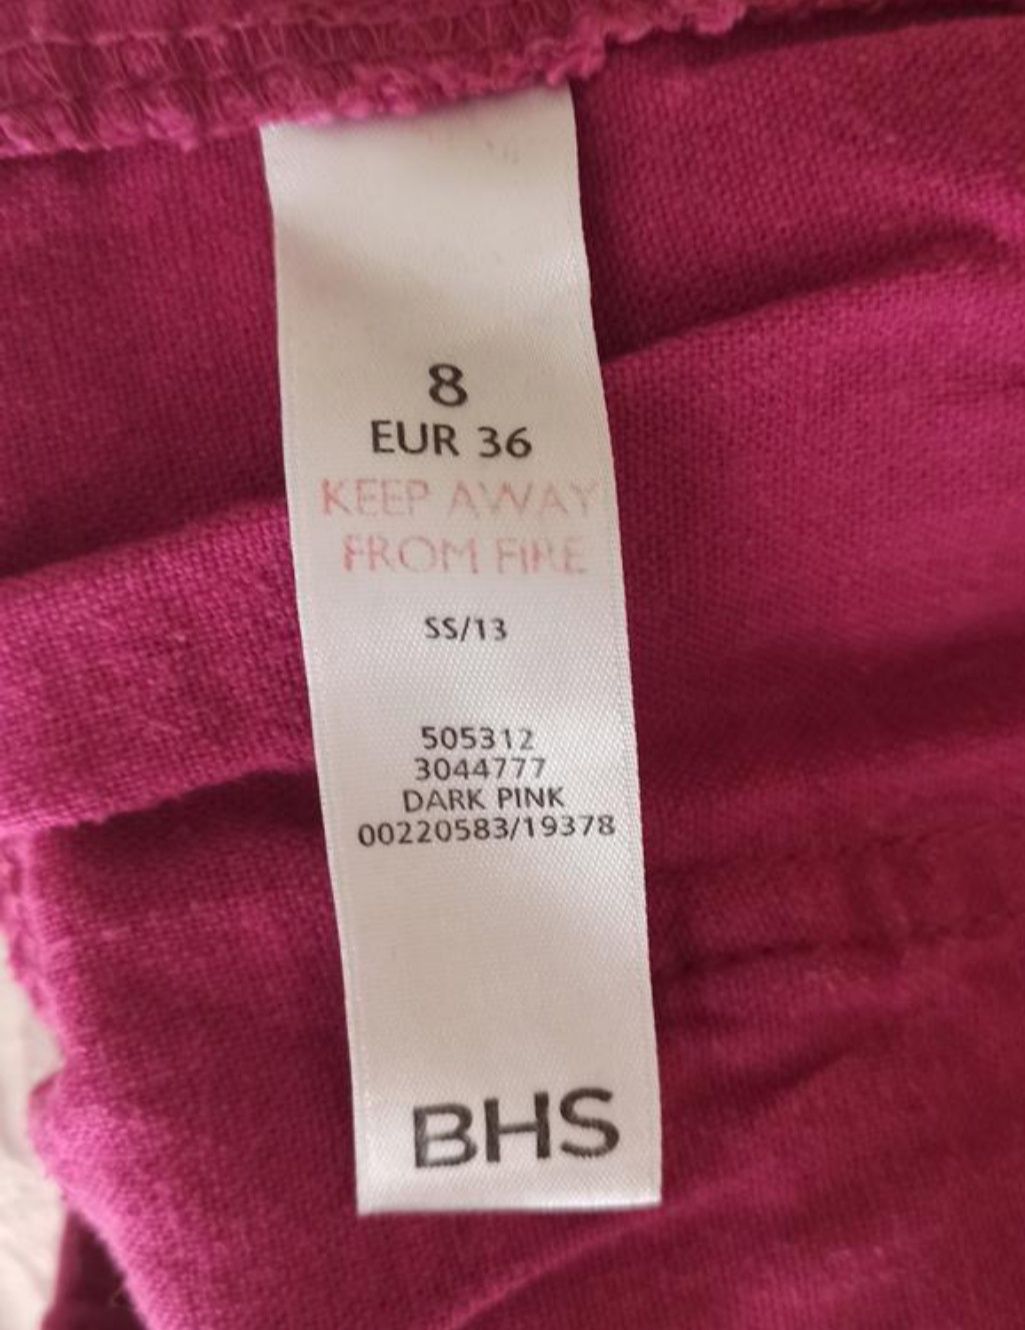 8
EUR 36
KEEP AWAY
FROM FIRE
SS/13
505312
3044777
DARK PINK
00220583/19378
BHS